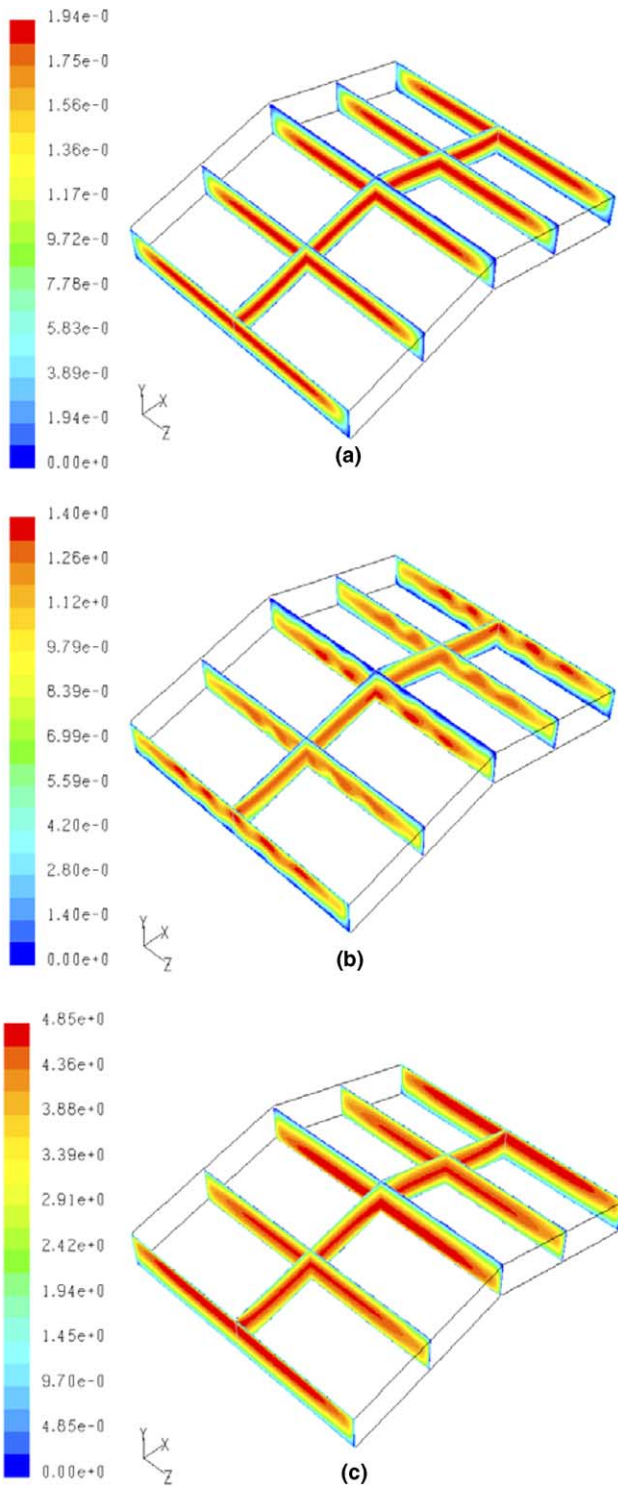 1.94e-0
1.75e-0
1.56e-0
1.36e-0
1.17e-0
9.72e-0
7.78e-0
5.83e-0
3.89e-0
1.94e-0
0.00e+0
Y
X
Z
(a)
1.40e+0
1.26e+0
1.12e+0
9.79e-0
8.39e-0
6.99e-0
5.59e-0
4.20e-0
2.80e-0
1.40e-0
0.00e+0
Y
X
Z
(b)
4.85e+0
4.36e+0
3.88e+0
3.39e+0
2.91e+0
2.42e+0
1.94e+0
1.45e+0
9.70e-0
4.85e-0
0.00e+0
Y
X
Z
(c)